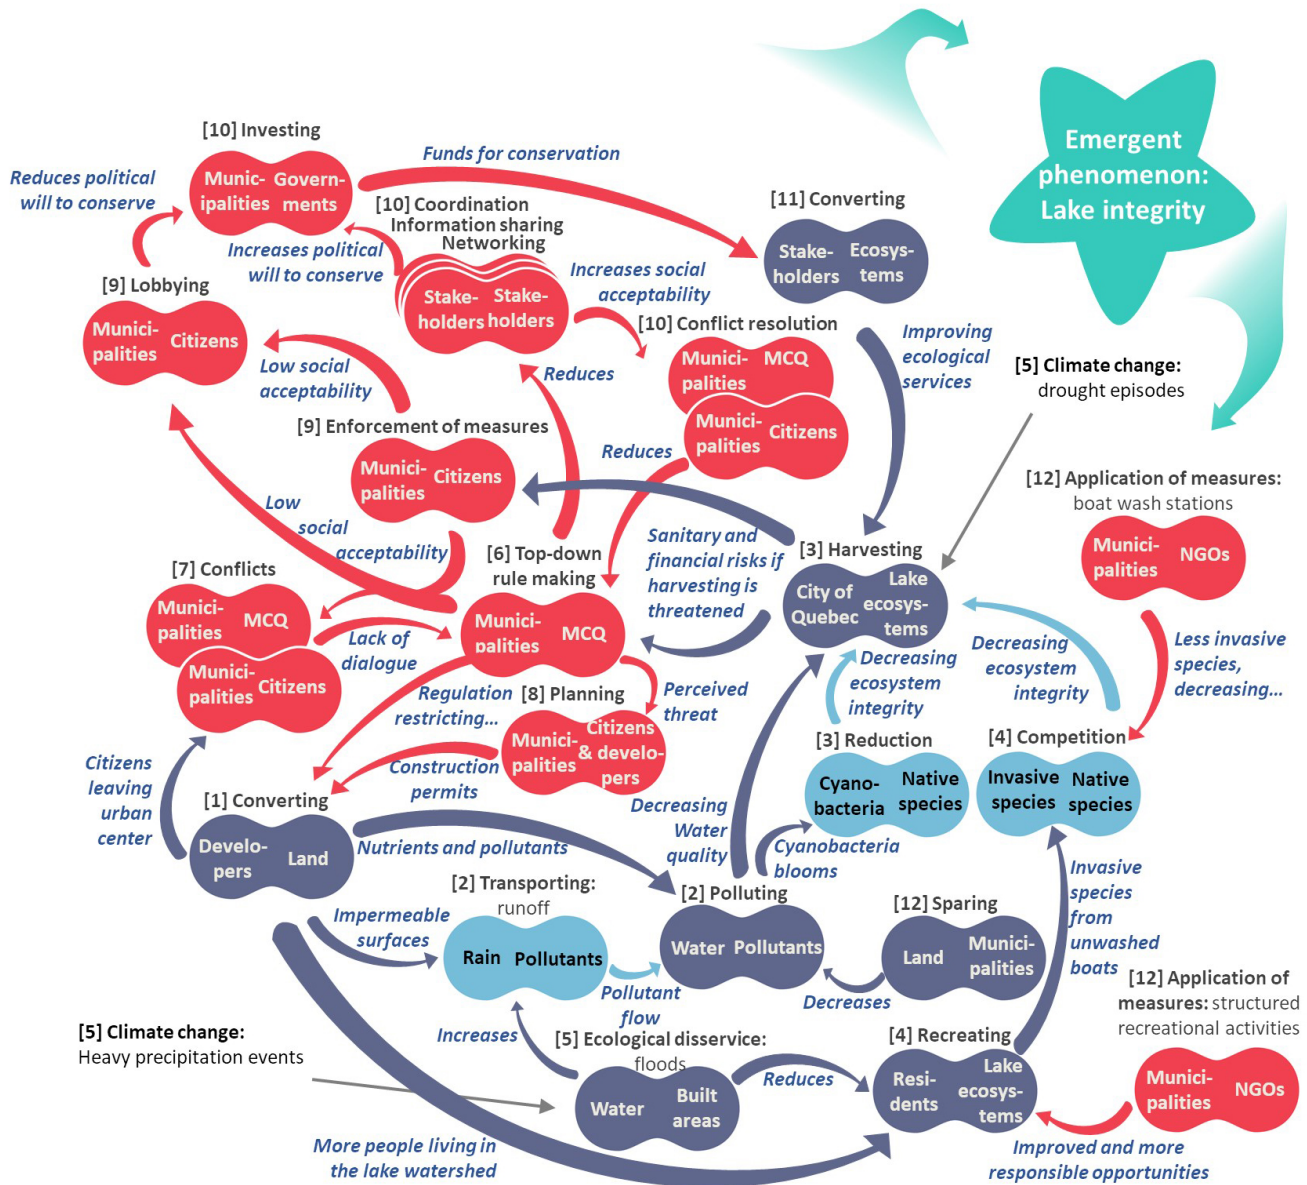 Emergent
phenomenon:
Lake integrity
[10] Investing
Munic-
ipalities
Govern-
ments
Reduces political
will to conserve
Funds for conservation
[10] Coordination
Information sharing
Networking
Stake-
holders
Stake-
holders
Increases political
will to conserve
Increases social
acceptability
[11] Converting
Stake-
holders
Ecosys-
tems
[9] Lobbying
Munici-
palities
Citizens
Low social
acceptability
Reduces
[10] Conflict resolution
Munici-
palities
MCQ
Munici-
palities
Citizens
Improving
ecological
services
[5] Climate change:
drought episodes
[9] Enforcement of measures
Munici-
palities
Citizens
Reduces
[12] Application of measures:
boat wash stations
Munici-
palities
NGOs
Low
social
acceptability
Sanitary and
financial risks if
harvesting is
threatened
[3] Harvesting
City of
Quebec
Lake
ecosys-
tems
[7] Conflicts
Munici-
palities
MCQ
Munici-
palities
Citizens
Lack of
dialogue
[6] Top-down
rule making
Munici-
palities
MCQ
Less invasive
species,
decreasing...
Decreasing
ecosystem
integrity
Decreasing
ecosystem
integrity
Regulation
restricting...
Perceived
threat
[8] Planning
Munici-
palities
Citizens
& develo-
pers
Construction
permits
Citizens
leaving
urban
center
[1] Converting
Develo-
pers
Land
Nutrients and pollutants
Decreasing
Water
quality
[3] Reduction
Cyano-
bacteria
Native
species
[4] Competition
Invasive
species
Native
species
Cyanobacteria
blooms
[2] Transporting:
runoff
Rain
Pollutants
Impermeable
surfaces
Pollutant
flow
[2] Polluting
Water
Pollutants
[12] Sparing
Land
Munici-
palities
Decreases
Invasive
species
from
unwashed
boats
[12] Application of
measures: structured
recreational activities
Munici-
palities
NGOs
[5] Climate change:
Heavy precipitation events
Increases
[5] Ecological disservice:
floods
Water
Built
areas
Reduces
[4] Recreating
Resi-
dents
Lake
ecosys-
tems
More people living in
the lake watershed
Improved and more
responsible opportunities